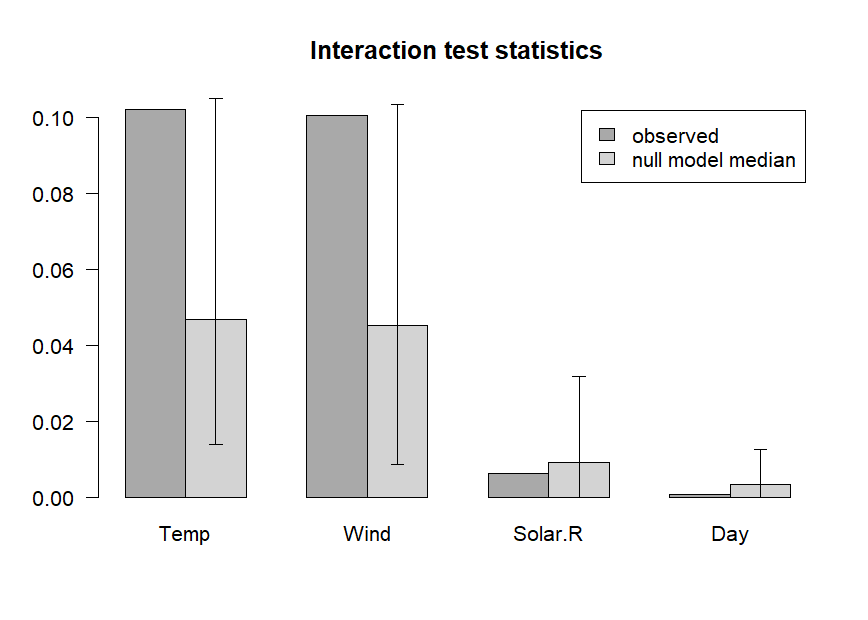 Interaction test statistics
0.10
0.08
0.06
0.04
0.02
0.00
observed
null model median
Temp Wind Solar.R Day